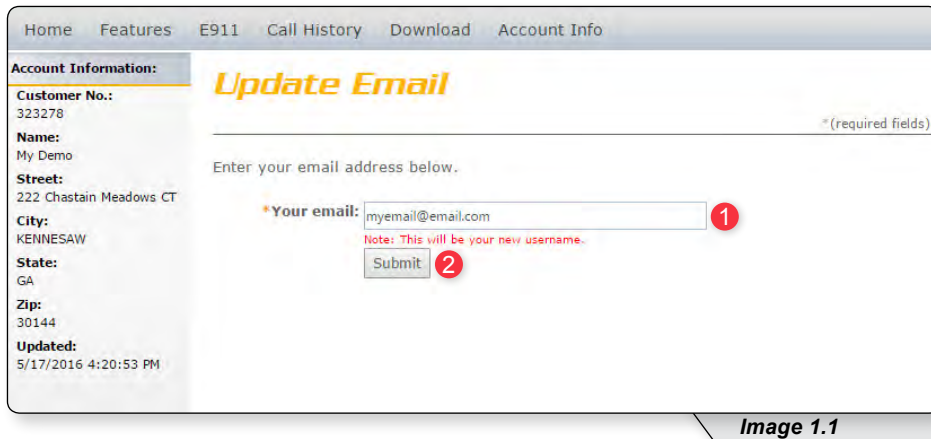 Home Features E911 Call History Download Account Info
Account Information:
Customer No.:
323278
Name:
My Demo
Street:
222 Chastain Meadows CT
City:
KENNESAW
State:
GA
Zip:
30144
Updated:
5/17/2016 4:20:53 PM
Update Email
*(required fields)
Enter your email address below.
*Your email: myemail@email.com 1
Note: This will be your new username.
Submit 2
Image 1.1